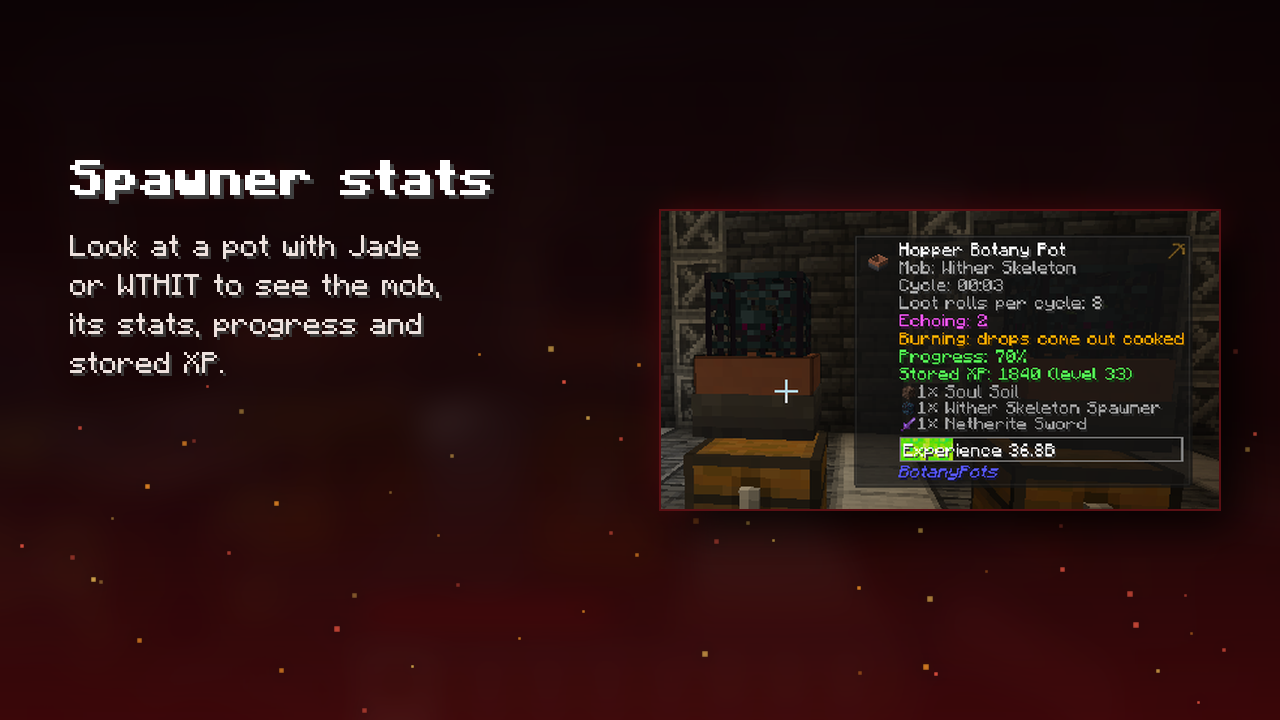 Spawner stats
Look at a pot with Jade
or WTHIT to see the mob,
its stats, progress and
stored XP.
Hopper Botany Pot
Mob: Wither Skeleton
Cycle: 00:03
Loot rolls per cycle: 8
Echoing: 2
Burning: drops come out cooked
Progress: 70%
Stored XP: 1840 (level 33)
1× Soul Soil
1× Wither Skeleton Spawner
1× Netherite Sword
Experience 36.8B
BotanyPots